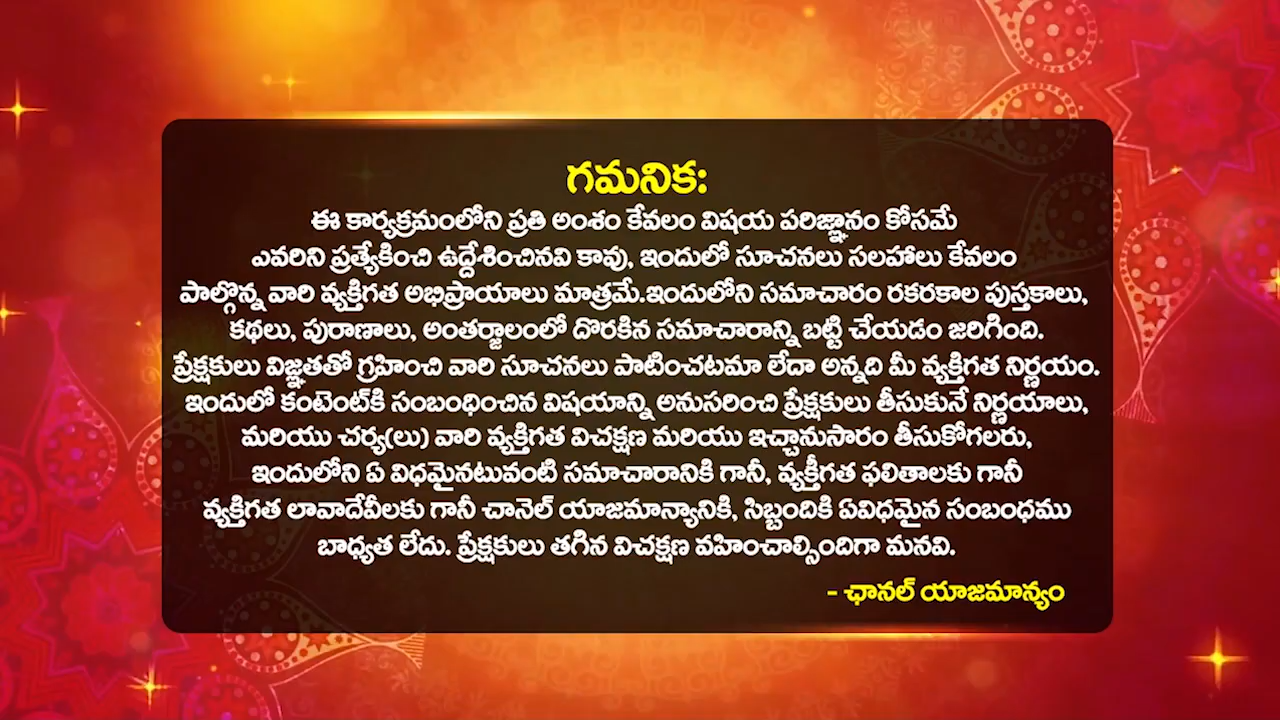 గమనిక:
ఈ కార్యక్రమంలోని ప్రతి అంశం కేవలం విషయ పరిజ్ఞానం కోసమే
ఎవరిని ప్రత్యేకించి ఉద్దేశించినవి కావు, ఇందులో సూచనలు సలహాలు కేవలం
పాల్గొన్న వారి వ్యక్తిగత అభిప్రాయాలు మాత్రమే.ఇందులోని సమాచారం రకరకాల పుస్తకాలు,
కథలు, పురాణాలు, అంతర్జాలంలో దొరకిన సమాచారాన్ని బట్టి చేయడం జరిగింది.
ప్రేక్షకులు విజ్ఞతతో గ్రహించి వారి సూచనలు పాటించటమా లేదా అన్నది మీ వ్యక్తిగత నిర్ణయం.
ఇందులో కంటెంట్‌కి సంబంధించిన విషయాన్ని అనుసరించి ప్రేక్షకులు తీసుకునే నిర్ణయాలు,
మరియు చర్య(లు) వారి వ్యక్తిగత విచక్షణ మరియు ఇచ్చానుసారం తీసుకోగలరు,
ఇందులోని ఏ విధమైనటువంటి సమాచారానికి గానీ, వ్యక్తీగత ఫలితాలకు గానీ
వ్యక్తిగత లావాదేవీలకు గానీ చానెల్ యాజమాన్యానికి, సిబ్బందికి ఏవిధమైన సంబంధము
బాధ్యత లేదు. ప్రేక్షకులు తగిన విచక్షణ వహించాల్సిందిగా మనవి.
- ఛానల్ యాజమాన్యం